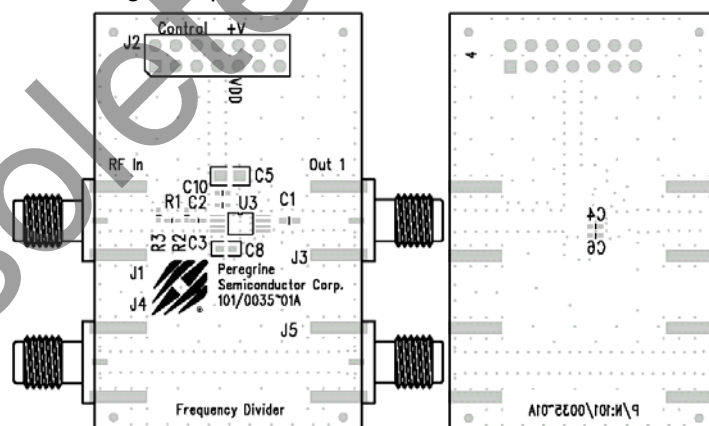 Control +V
J2
VDD
RF In
Out 1
C5
C10
R1 C2
U3
C1
R3
R2
C3
C8
J1
J3
Peregrine
Semiconductor Corp.
101/0035~01A
J4
®
J5
Frequency Divider
4
C4
C6
P/N:101/0035~01A